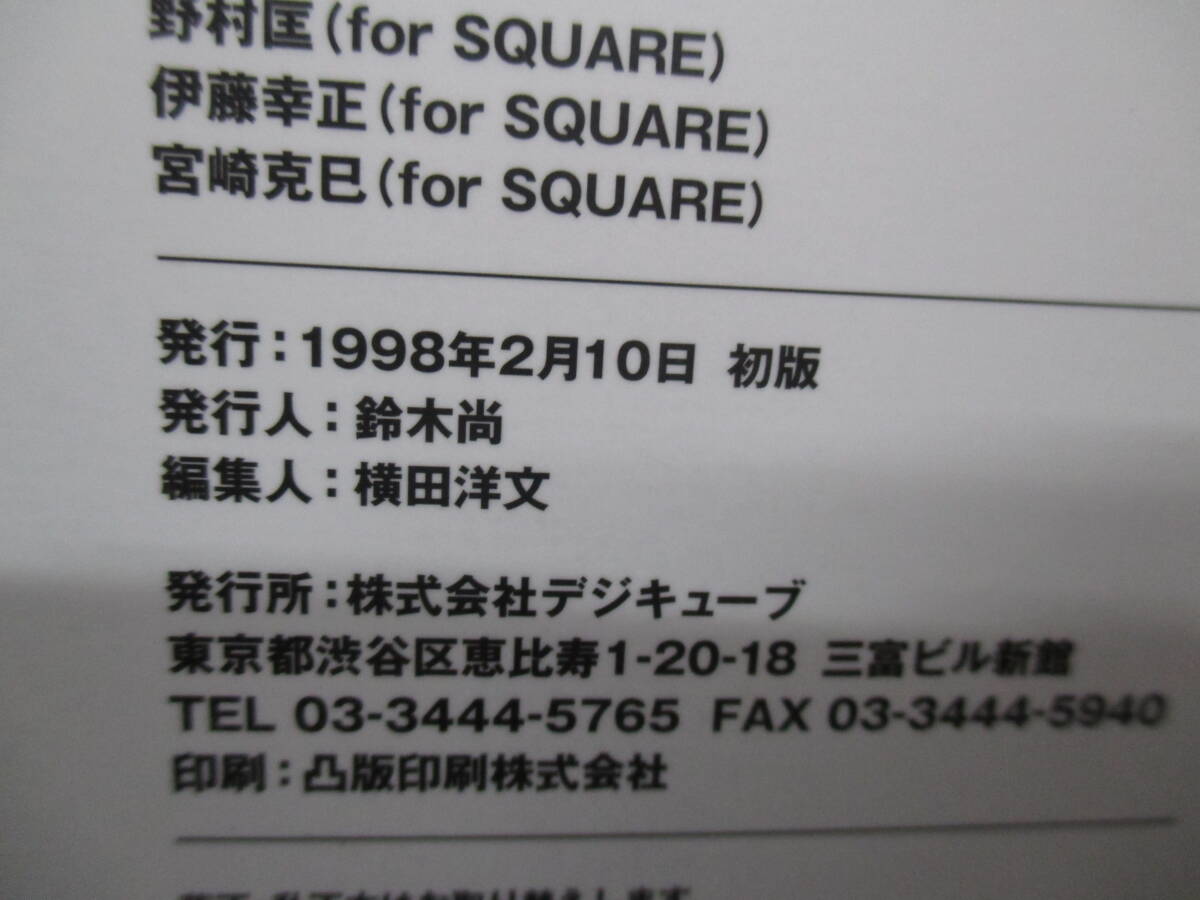 野村匡(for SQUARE)
伊藤幸正(for SQUARE)
宮崎克巳(for SQUARE)
発行：1998年2月10日 初版
発行人：鈴木尚
編集人：横田洋文
発行所：株式会社デジキューブ
東京都渋谷区恵比寿1-20-18 三富ビル新館
TEL 03-3444-5765 FAX 03-3444-5940
印刷：凸版印刷株式会社